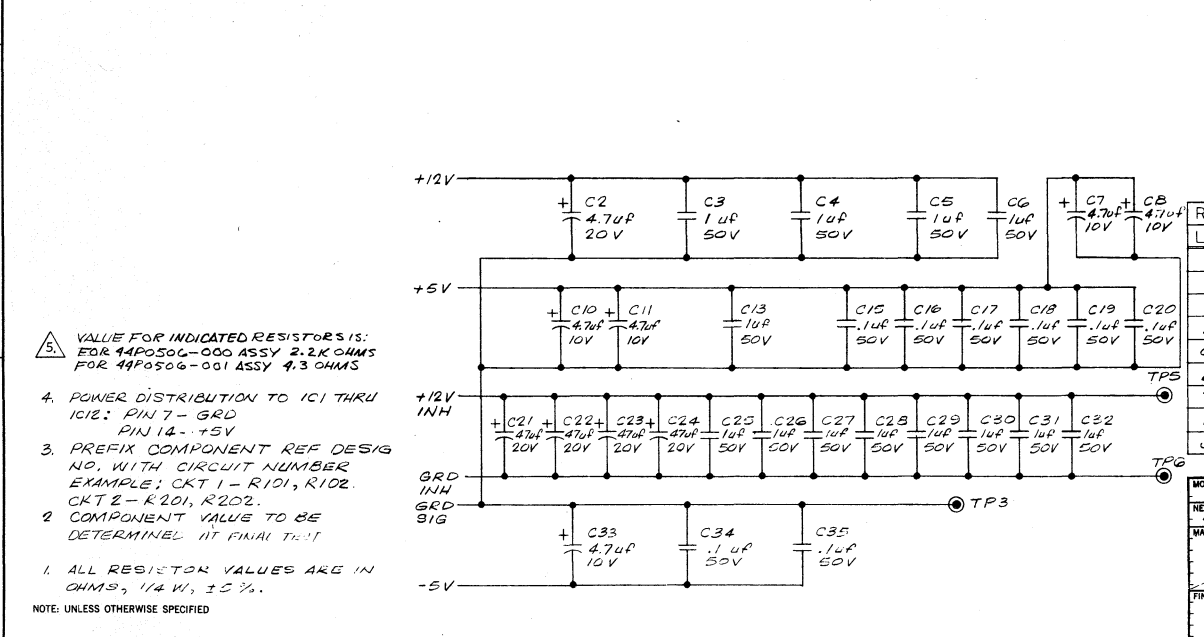 +12V
C2
4.7uf
20V
C3
1uf
50V
C4
1uf
50V
C5
1uf
50V
C6
1uf
50V
+ C7
4.7uf
10V
+ C8
4.7uf
10V
+5V
+ C10
4.7uf
10V
+ C11
4.7uf
10V
C13
1uf
50V
C15
.1uf
50V
C16
.1uf
50V
C17
.1uf
50V
C18
.1uf
50V
C19
.1uf
50V
C20
.1uf
50V
TP5
+12V
INH
+ C21
47uf
20V
+ C22
47uf
20V
+ C23
47uf
20V
+ C24
47uf
20V
C25
1uf
50V
C26
1uf
50V
C27
1uf
50V
C28
1uf
50V
C29
1uf
50V
C30
1uf
50V
C31
1uf
50V
C32
1uf
50V
GRD
INH
TP6
GRD
SIG
TP3
+ C33
4.7uf
10V
C34
.1uf
50V
C35
.1uf
50V
-5V
5. VALUE FOR INDICATED RESISTORS IS:
FOR 44P0506-000 ASSY 2.2K OHMS
FOR 44P0506-001 ASSY 4.3 OHMS
4. POWER DISTRIBUTION TO IC1 THRU
IC12: PIN 7 - GRD
PIN 14 - +5V
3. PREFIX COMPONENT REF DESIG
NO. WITH CIRCUIT NUMBER
EXAMPLE: CKT 1 - R101, R102.
CKT 2 - R201, R202.
2 COMPONENT VALUE TO BE
DETERMINED AT FINAL TEST
1. ALL RESISTOR VALUES ARE IN
OHMS, 1/4 W, ±5 %.
NOTE: UNLESS OTHERWISE SPECIFIED